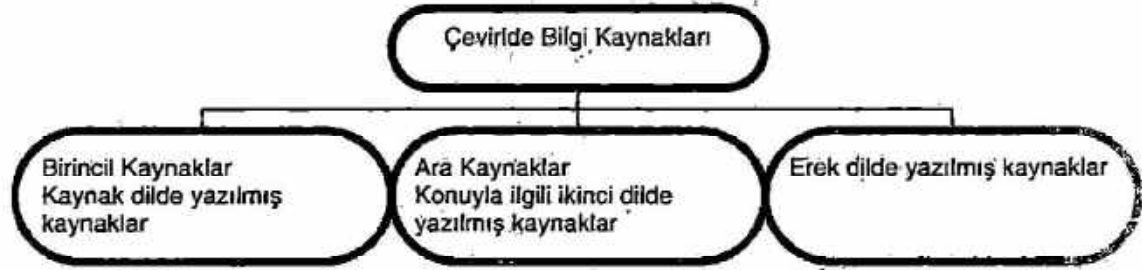 Çeviride Bilgi Kaynakları
Birincil Kaynaklar
Kaynak dilde yazılmış
kaynaklar
Ara Kaynaklar
Konuyla ilgili ikinci dilde
yazılmış kaynaklar
Erek dilde yazılmış kaynaklar